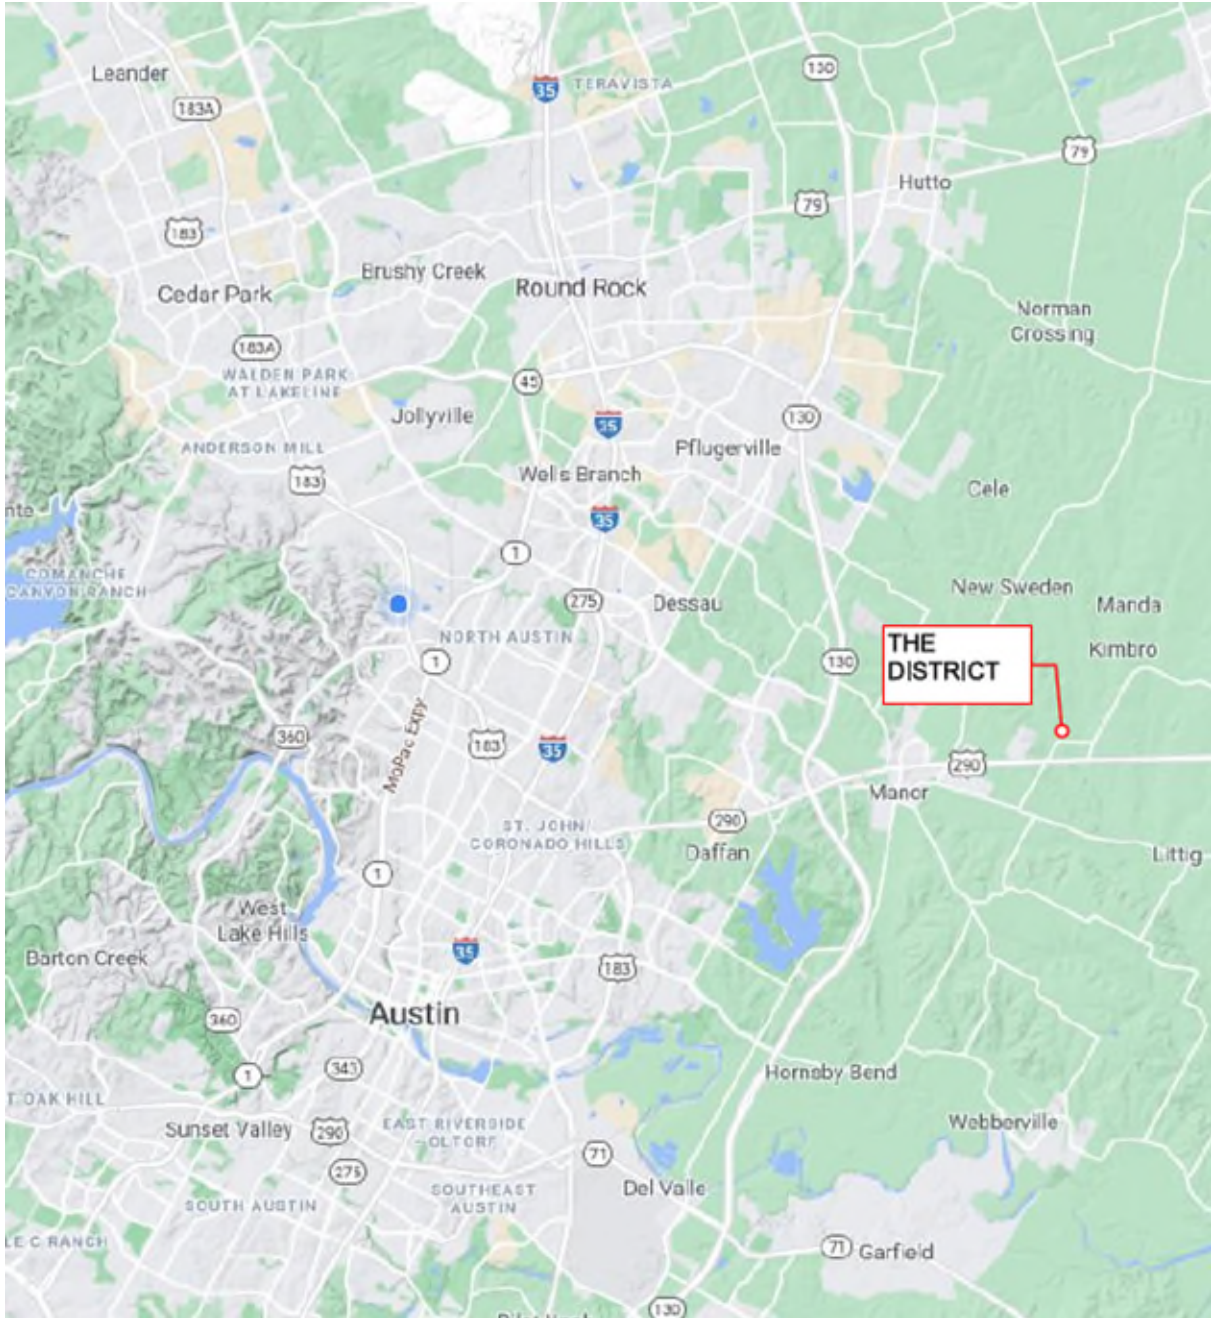 Leander
183A
35
TERAVISTA
130
79
Hutto
79
183
Brushy Creek
Cedar Park
Round Rock
Norman
Crossing
183A
WALDEN PARK
AT LAKELINE
45
Jollyville
35
130
ANDERSON MILL
Pflugerville
183
Wells Branch
Cele
35
1
COMANCHE
CANYON RANCH
275
Dessau
New Sweden
Manda
NORTH AUSTIN
THE
DISTRICT
Kimbro
1
130
360
MoPac Expy
183
35
290
Manor
290
ST. JOHN/
CORONADO HILLS
Daffan
Littig
1
West
Lake Hills
Barton Creek
35
183
Austin
360
1
343
Hornsby Bend
T OAK HILL
Sunset Valley
290
EAST RIVERSIDE
-OLTORF
Webberville
275
71
SOUTH AUSTIN
SOUTHEAST
AUSTIN
Del Valle
LE C RANCH
71
Garfield
130